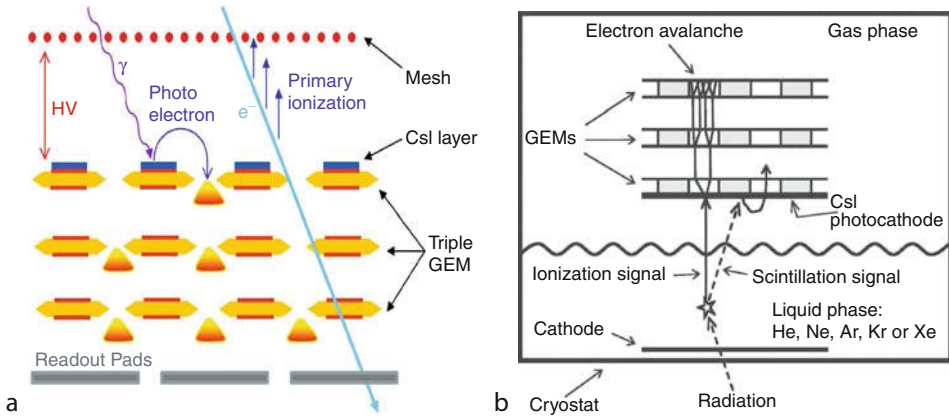 γ
HV
Photo
electron
e⁻
Primary
ionization
Mesh
CsI layer
Triple
GEM
Readout Pads
a
Electron avalanche
Gas phase
GEMs
CsI
photocathode
Ionization signal
Scintillation signal
Liquid phase:
He, Ne, Ar, Kr or Xe
Cathode
Cryostat
Radiation
b